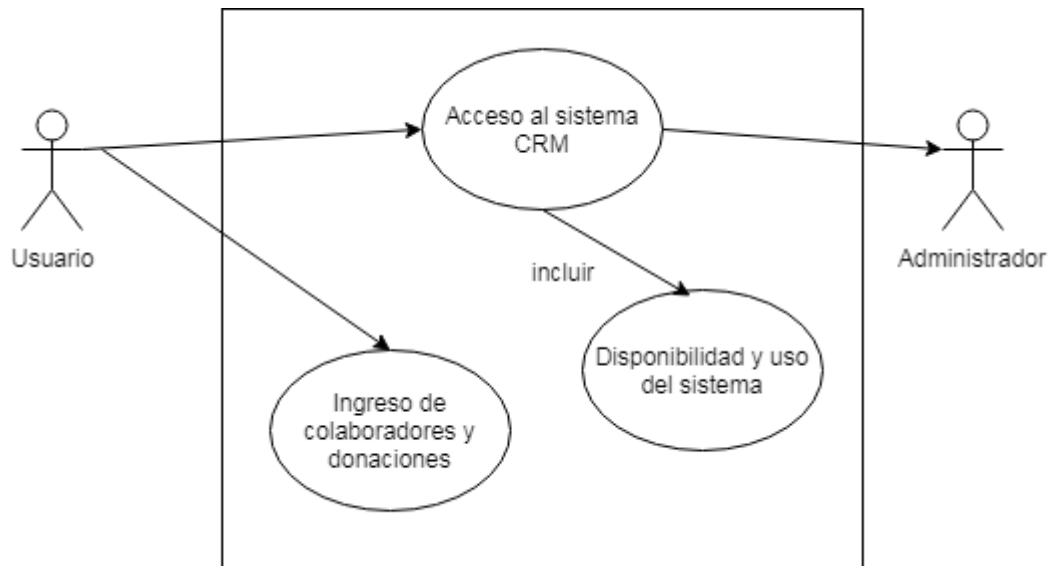 Acceso al sistema
CRM
Usuario
Administrador
incluir
Disponibilidad y uso
del sistema
Ingreso de
colaboradores y
donaciones